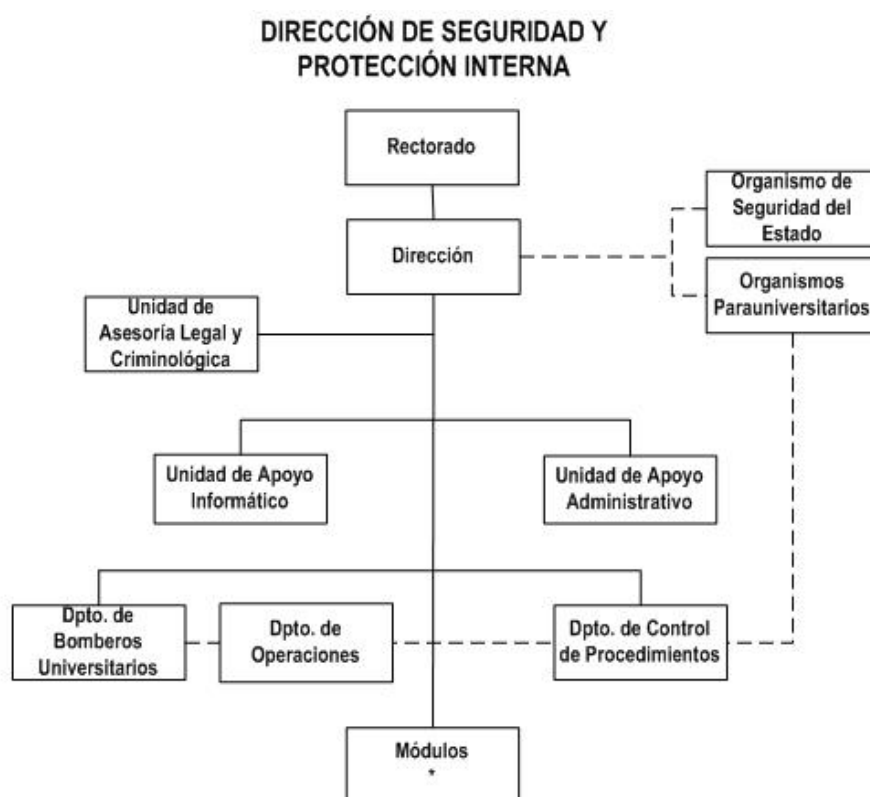 DIRECCIÓN DE SEGURIDAD Y
PROTECCIÓN INTERNA
Rectorado
Organismo de
Seguridad del
Estado
Dirección
Organismos
Parauniversitarios
Unidad de
Asesoría Legal y
Criminológica
Unidad de Apoyo
Informático
Unidad de Apoyo
Administrativo
Dpto. de
Bomberos
Universitarios
Dpto. de
Operaciones
Dpto. de Control
de Procedimientos
Módulos
*